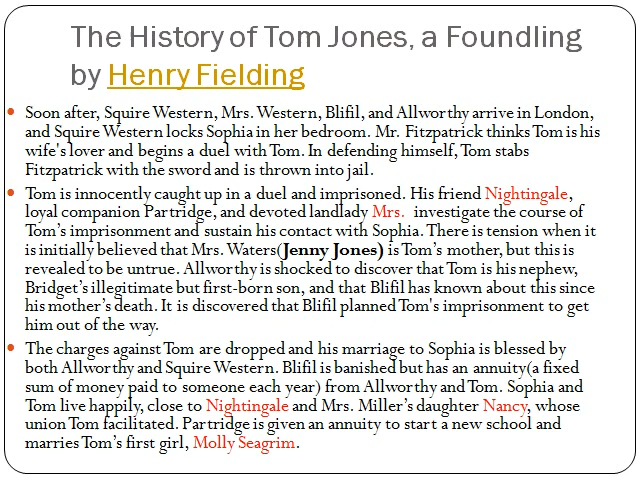 The History of Tom Jones, a Foundling
by Henry Fielding
• Soon after, Squire Western, Mrs. Western, Blifil, and Allworthy arrive in London,
and Squire Western locks Sophia in her bedroom. Mr. Fitzpatrick thinks Tom is his
wife's lover and begins a duel with Tom. In defending himself, Tom stabs
Fitzpatrick with the sword and is thrown into jail.
• Tom is innocently caught up in a duel and imprisoned. His friend Nightingale,
loyal companion Partridge, and devoted landlady Mrs. investigate the course of
Tom's imprisonment and sustain his contact with Sophia. There is tension when it
is initially believed that Mrs. Waters(Jenny Jones) is Tom's mother, but this is
revealed to be untrue. Allworthy is shocked to discover that Tom is his nephew,
Bridget's illegitimate but first-born son, and that Blifil has known about this since
his mother's death. It is discovered that Blifil planned Tom's imprisonment to get
him out of the way.
• The charges against Tom are dropped and his marriage to Sophia is blessed by
both Allworthy and Squire Western. Blifil is banished but has an annuity(a fixed
sum of money paid to someone each year) from Allworthy and Tom. Sophia and
Tom live happily, close to Nightingale and Mrs. Miller's daughter Nancy, whose
union Tom facilitated. Partridge is given an annuity to start a new school and
marries Tom's first girl, Molly Seagrim.